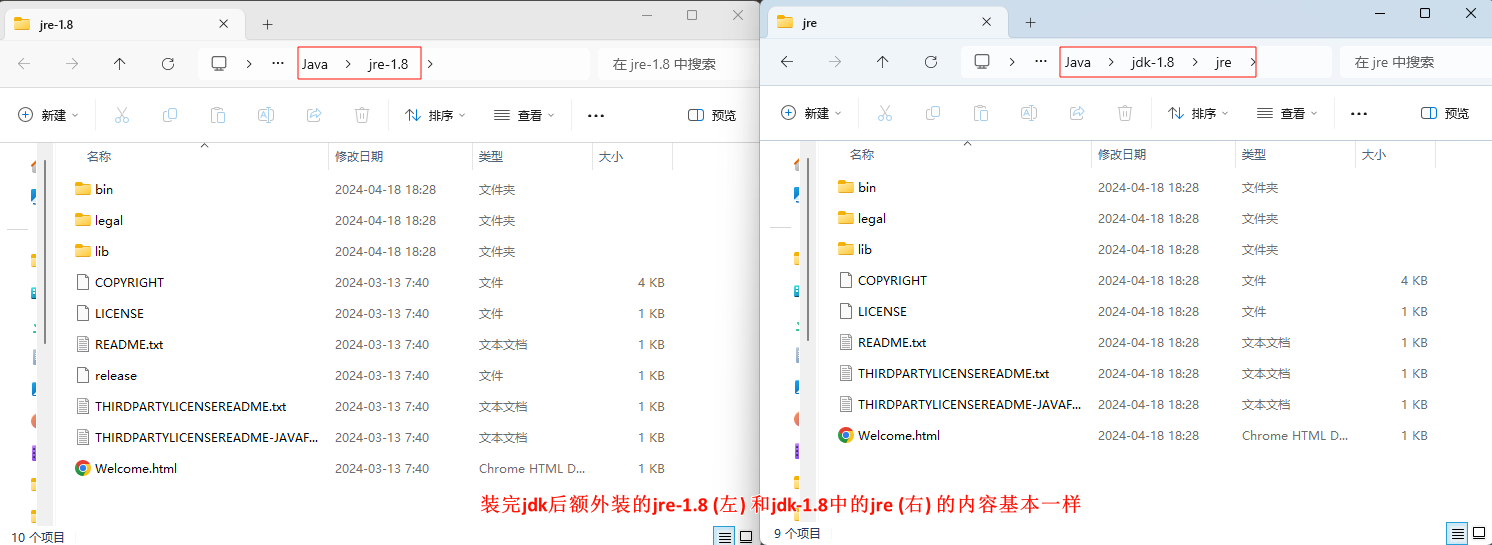 jre-1.8
Java jre-1.8
在 jre-1.8 中搜索
新建 排序 查看 预览
名称 修改日期 类型 大小
bin 2024-04-18 18:28 文件夹
legal 2024-04-18 18:28 文件夹
lib 2024-04-18 18:28 文件夹
COPYRIGHT 2024-03-13 7:40 文件 4 KB
LICENSE 2024-03-13 7:40 文件 1 KB
README.txt 2024-03-13 7:40 文本文档 1 KB
release 2024-03-13 7:40 文件 1 KB
THIRDPARTYLICENSEREADME.txt 2024-03-13 7:40 文本文档 1 KB
THIRDPARTYLICENSEREADME-JAVAF... 2024-03-13 7:40 文本文档 1 KB
Welcome.html 2024-03-13 7:40 Chrome HTML D... 1 KB
10 个项目
jre
Java jdk-1.8 jre
在 jre 中搜索
新建 排序 查看 预览
名称 修改日期 类型 大小
bin 2024-04-18 18:28 文件夹
legal 2024-04-18 18:28 文件夹
lib 2024-04-18 18:28 文件夹
COPYRIGHT 2024-04-18 18:28 文件 4 KB
LICENSE 2024-04-18 18:28 文件 1 KB
README.txt 2024-04-18 18:28 文本文档 1 KB
THIRDPARTYLICENSEREADME.txt 2024-04-18 18:28 文本文档 1 KB
THIRDPARTYLICENSEREADME-JAVAF... 2024-04-18 18:28 文本文档 1 KB
Welcome.html 2024-04-18 18:28 Chrome HTML D... 1 KB
9 个项目
装完jdk后额外装的jre-1.8 (左) 和jdk-1.8中的jre (右) 的内容基本一样